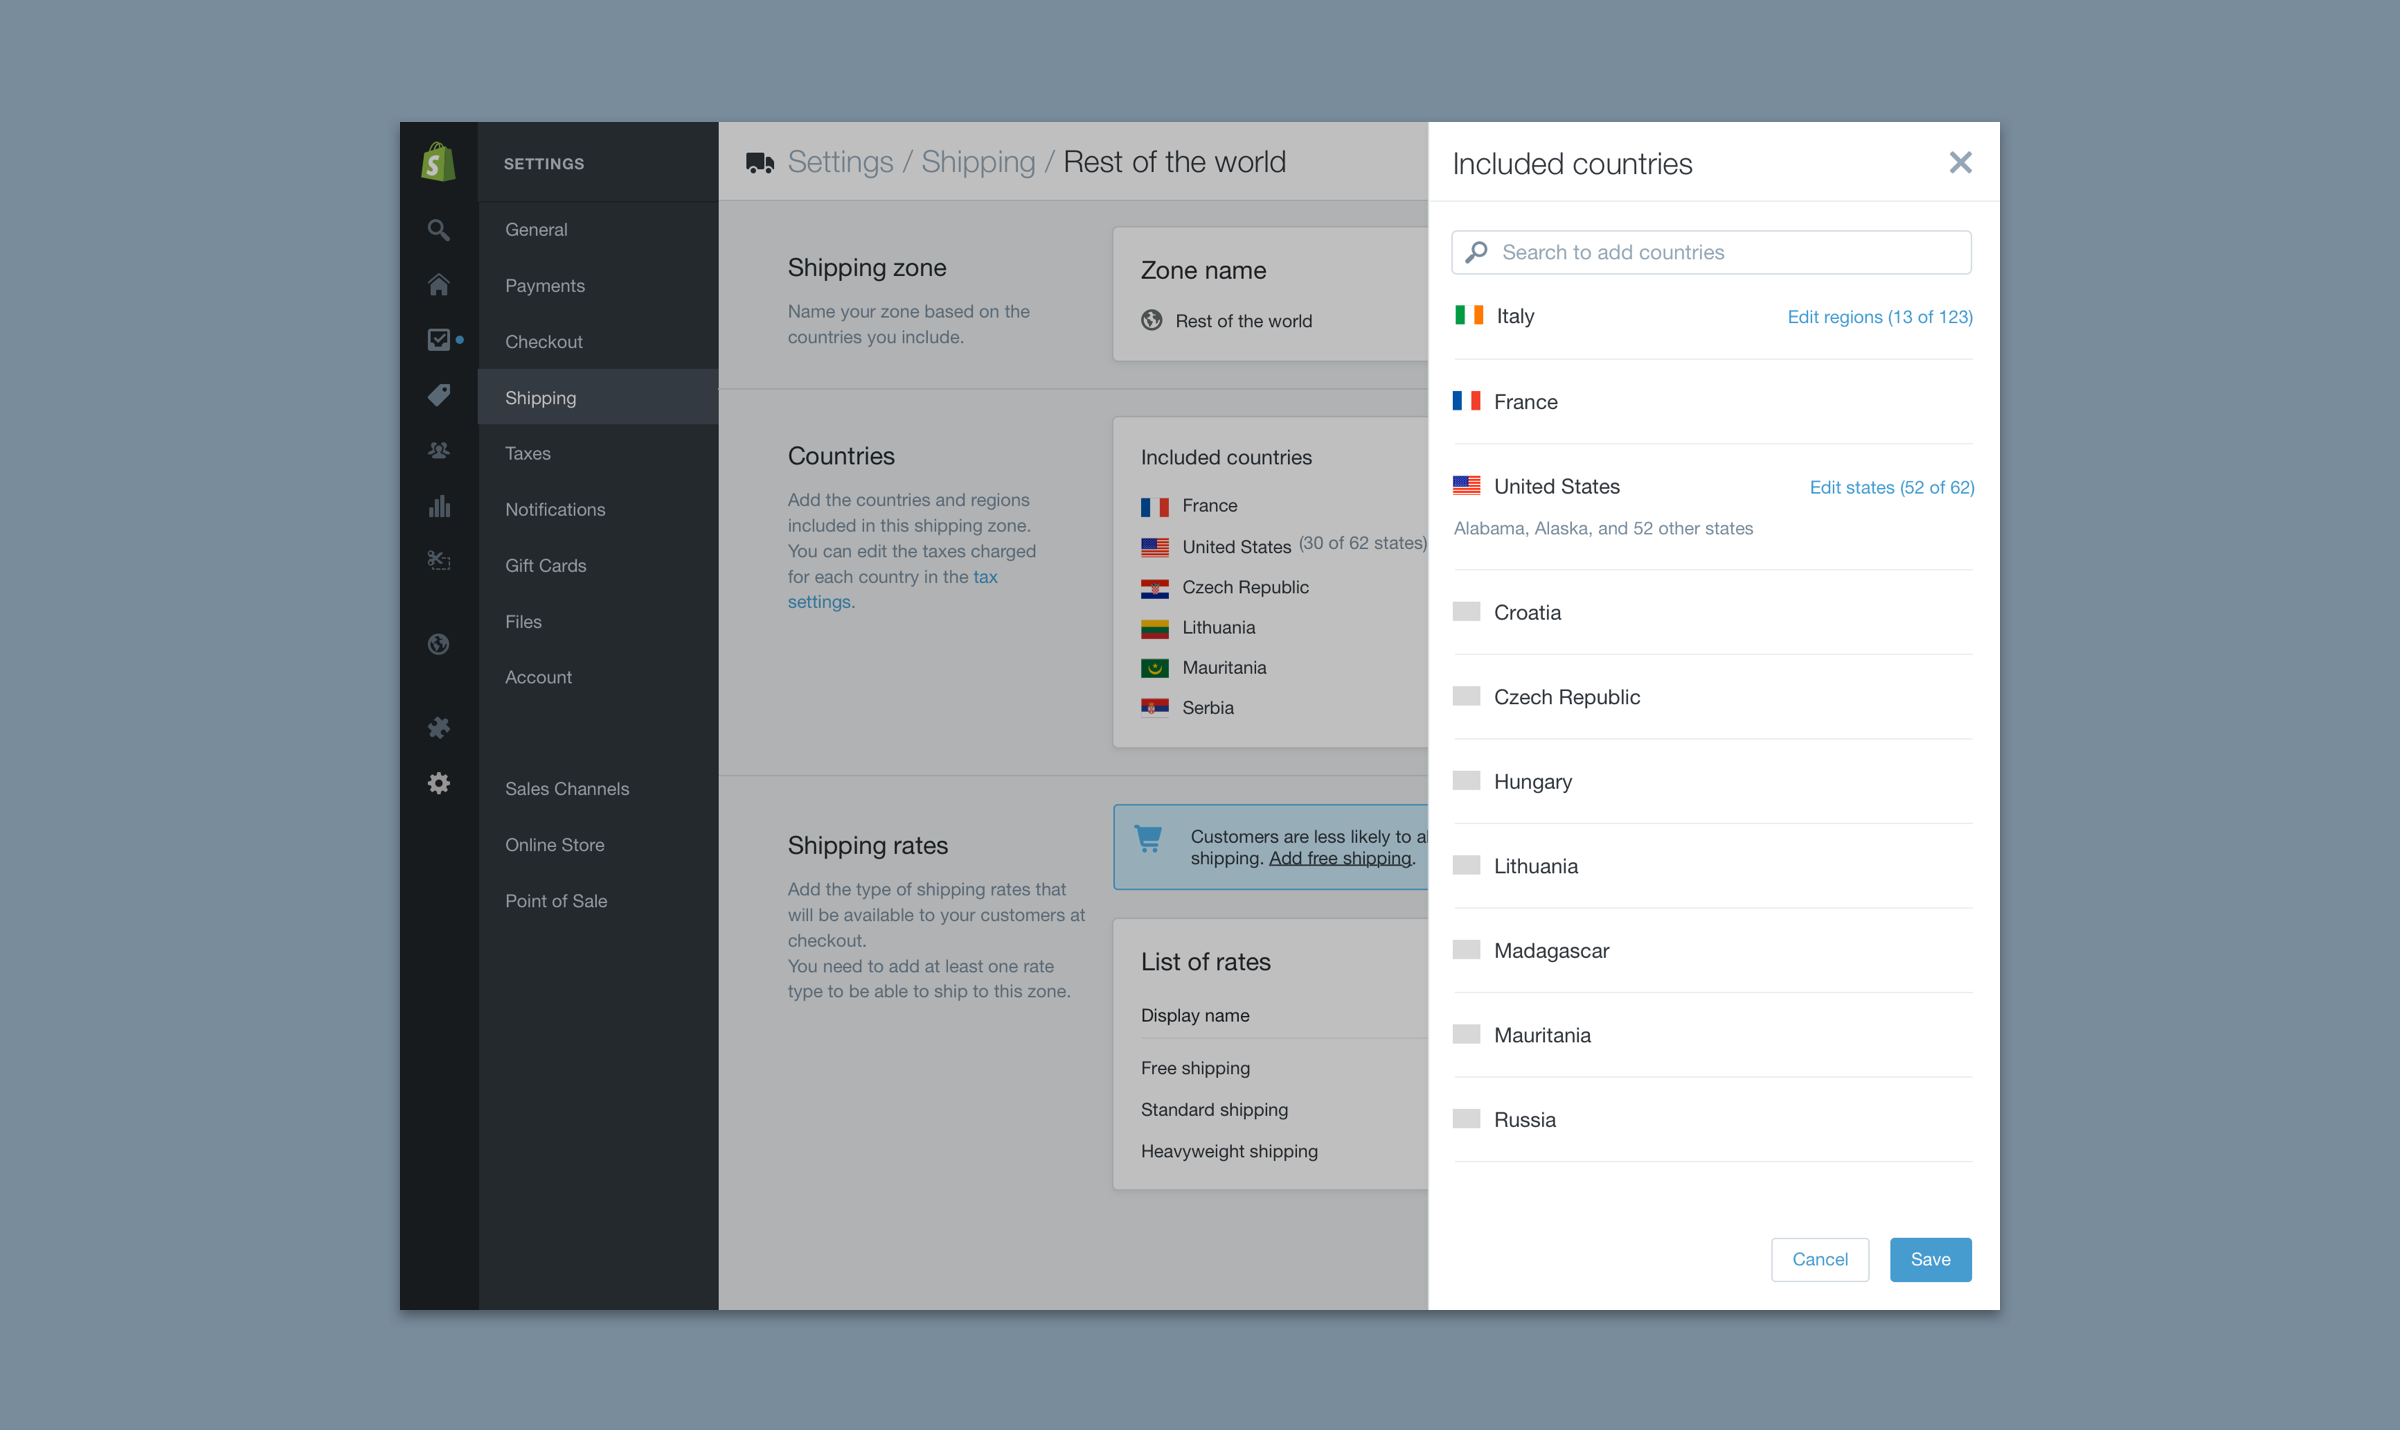 S
SETTINGS
General
Payments
Checkout
Shipping
Taxes
Notifications
Gift Cards
Files
Account
Sales Channels
Online Store
Point of Sale
Settings / Shipping / Rest of the world
Shipping zone
Name your zone based on the
countries you include.
Zone name
Rest of the world
Countries
Add the countries and regions
included in this shipping zone.
You can edit the taxes charged
for each country in the tax
settings.
Included countries
France
United States (30 of 62 states)
Czech Republic
Lithuania
Mauritania
Serbia
Shipping rates
Add the type of shipping rates that
will be available to your customers at
checkout.
You need to add at least one rate
type to be able to ship to this zone.
Customers are less likely to a
shipping. Add free shipping.
List of rates
Display name
Free shipping
Standard shipping
Heavyweight shipping
Included countries
Search to add countries
Italy Edit regions (13 of 123)
France
United States Edit states (52 of 62)
Alabama, Alaska, and 52 other states
Croatia
Czech Republic
Hungary
Lithuania
Madagascar
Mauritania
Russia
Cancel Save